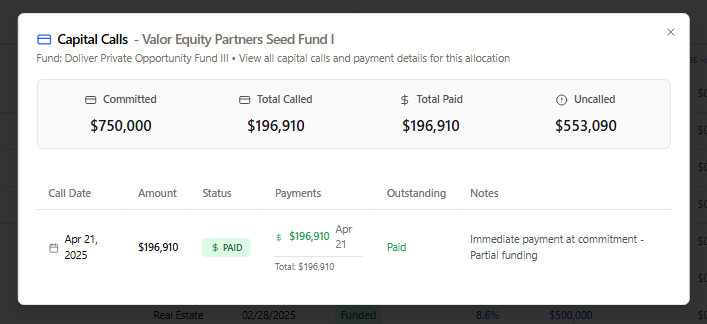 Capital Calls - Valor Equity Partners Seed Fund I
Fund: Doliver Private Opportunity Fund III • View all capital calls and payment details for this allocation
Committed
$750,000
Total Called
$196,910
Total Paid
$196,910
Uncalled
$553,090
Call Date Amount Status Payments Outstanding Notes
Apr 21,
2025
$196,910
$ PAID
$ $196,910 Apr
21
Total: $196,910
Paid
Immediate payment at commitment -
Partial funding
Real Estate 02/28/2025 Funded 8.6% $500,000